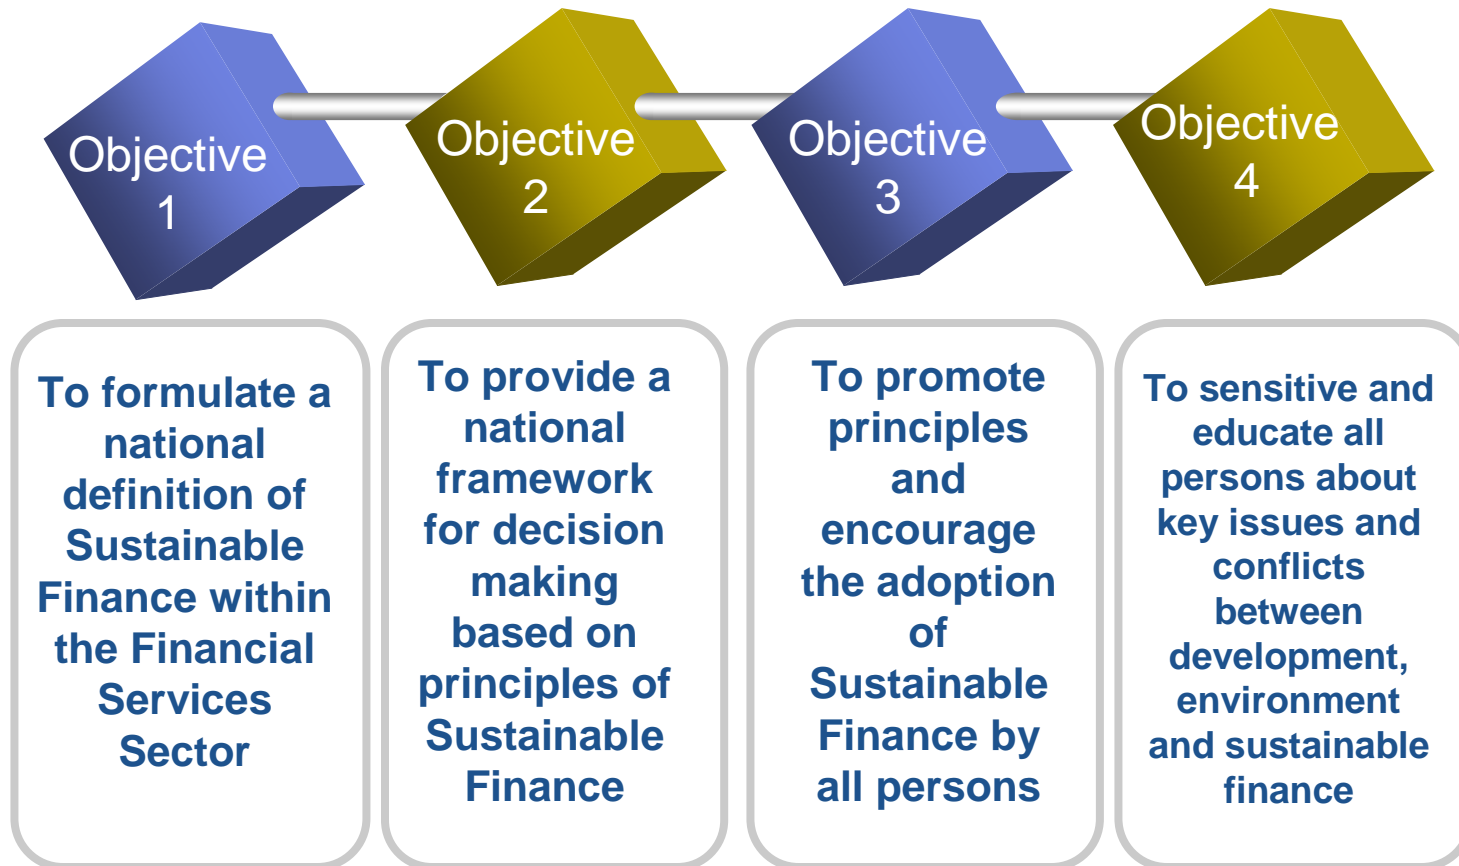 Objective
1
Objective
2
Objective
3
Objective
4
To formulate a
national
definition of
Sustainable
Finance within
the Financial
Services
Sector
To provide a
national
framework
for decision
making
based on
principles of
Sustainable
Finance
To promote
principles
and
encourage
the adoption
of
Sustainable
Finance by
all persons
To sensitive and
educate all
persons about
key issues and
conflicts
between
development,
environment
and sustainable
finance